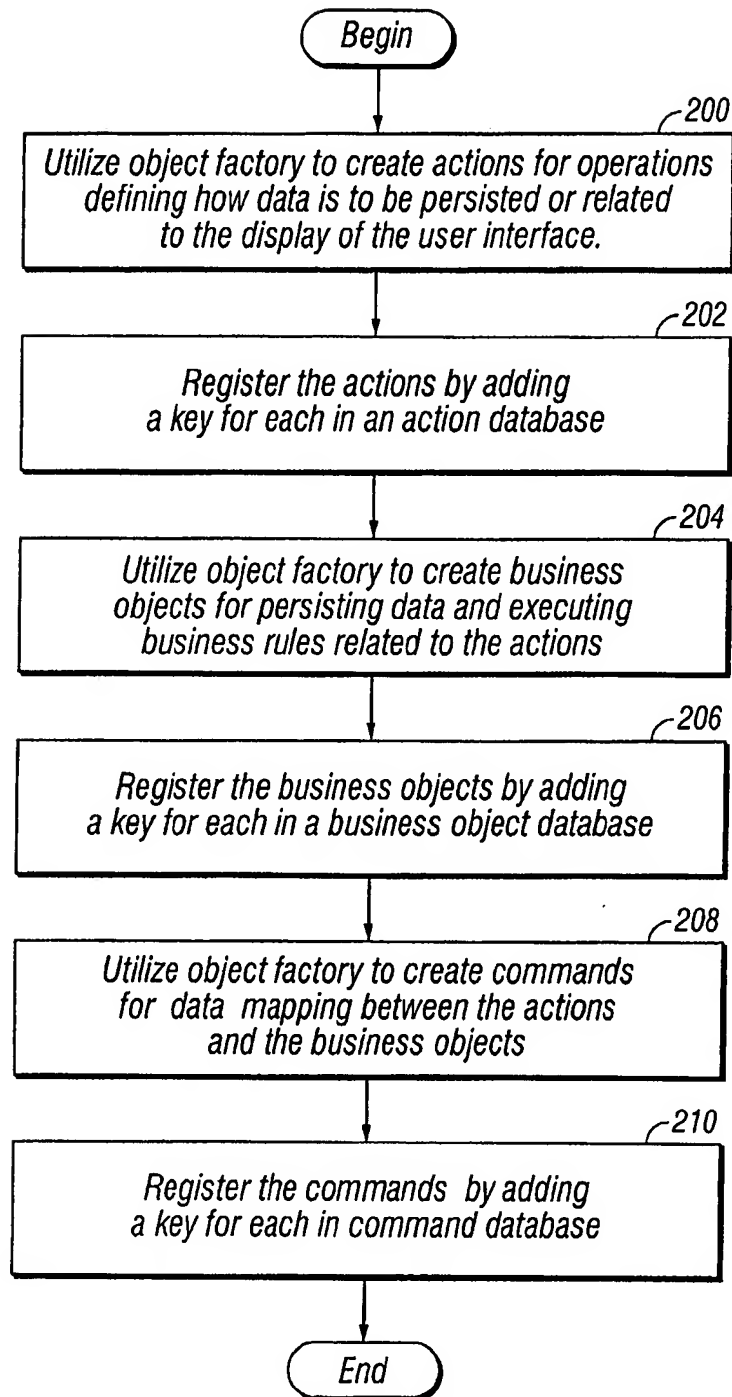 Begin
200
Utilize object factory to create actions for operations
defining how data is to be persisted or related
to the display of the user interface.
202
Register the actions by adding
a key for each in an action database
204
Utilize object factory to create business
objects for persisting data and executing
business rules related to the actions
206
Register the business objects by adding
a key for each in a business object database
208
Utilize object factory to create commands
for data mapping between the actions
and the business objects
210
Register the commands by adding
a key for each in command database
End